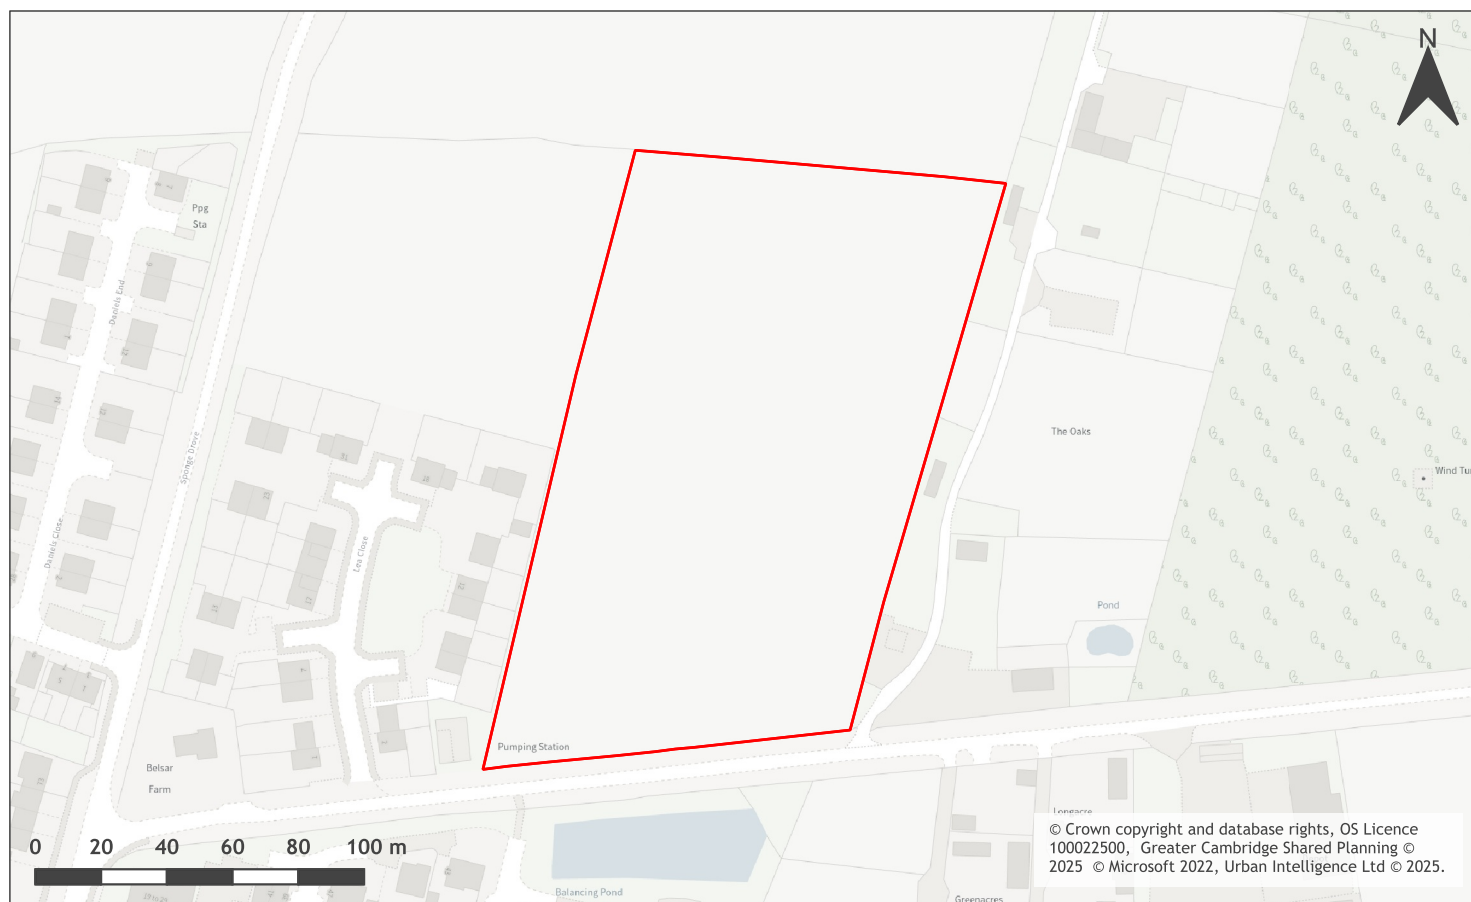 N
Ppg
Sta
Daniels End
Sponge Drove
The Oaks
Wind Tu
Daniels Close
Lea Close
Pond
Pumping Station
Belsar
Farm
Longacre
0 20 40 60 80 100 m
Balancing Pond
Greenacres
© Crown copyright and database rights, OS Licence
100022500, Greater Cambridge Shared Planning ©
2025 © Microsoft 2022, Urban Intelligence Ltd © 2025.